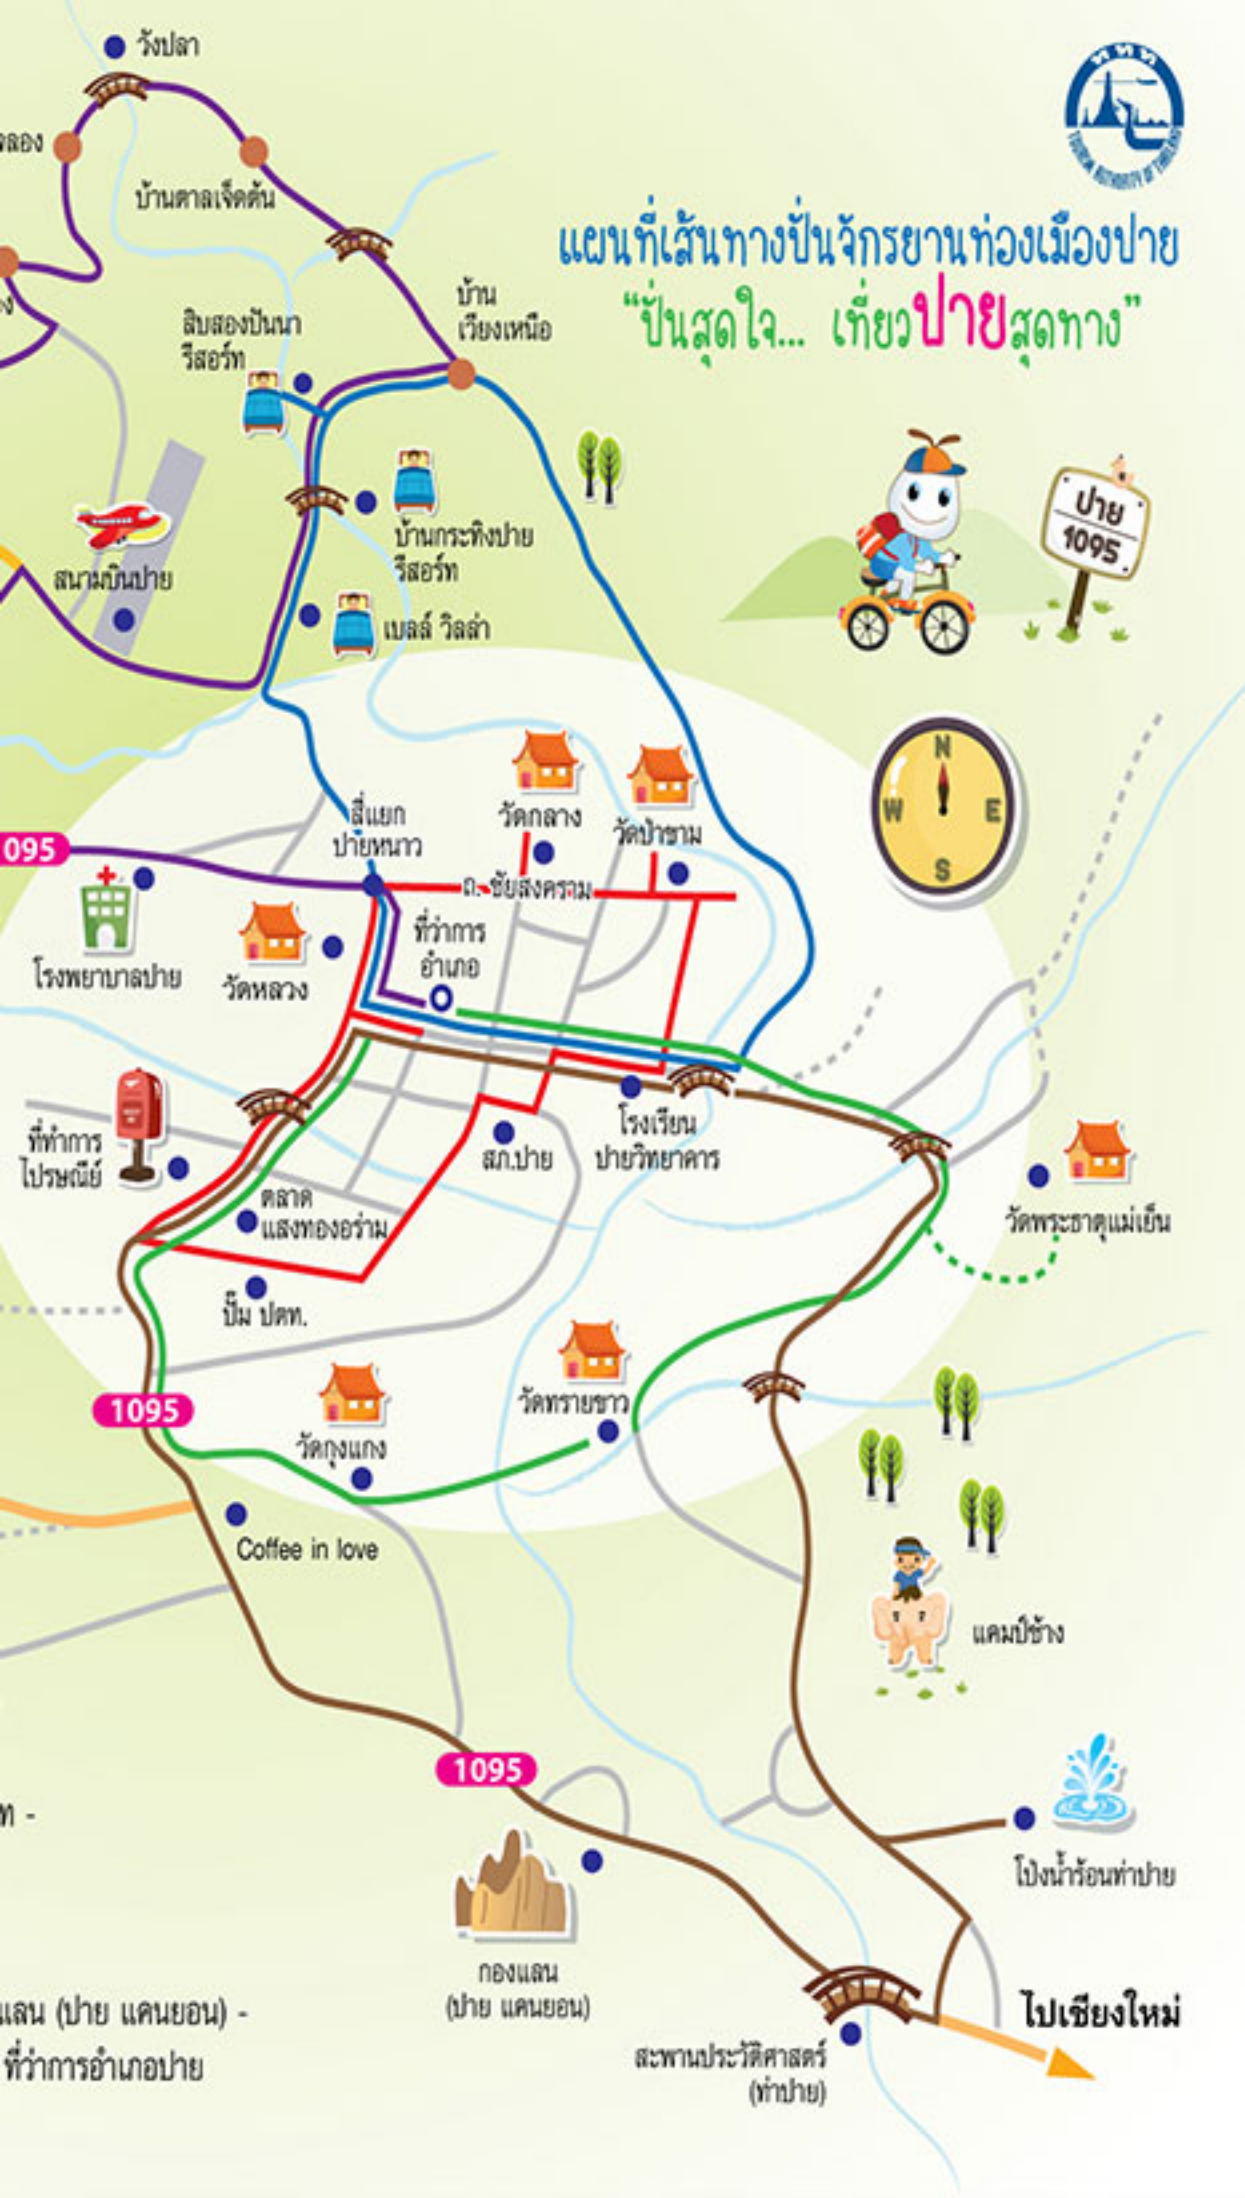 วังปลา
บ้านตาลเจ็ดต้น
ททท
TOURISM AUTHORITY OF THAILAND
แผนที่เส้นทางปั่นจักรยานท่องเมืองปาย
“ปั่นสุดใจ... เที่ยวปายสุดทาง”
บ้าน
เวียงเหนือ
สิบสองปันนา
รีสอร์ท
ปาย
1095
บ้านกระทิงปาย
รีสอร์ท
สนามบินปาย
เบลล์ วิลล่า
N
W
E
S
วัดกลาง
วัดป่าขาม
สี่แยก
ปายหนาว
095
ถ. ชัยสงคราม
ที่ว่าการ
อำเภอ
โรงพยาบาลปาย
วัดหลวง
ที่ทำการ
ไปรษณีย์
โรงเรียน
ปายวิทยาคาร
สภ.ปาย
ตลาด
แสงทองอร่าม
วัดพระธาตุแม่เย็น
ปั๊ม ปตท.
1095
วัดทรายขาว
วัดกุงแกง
Coffee in love
แคมป์ช้าง
1095
โป่งน้ำร้อนท่าปาย
กองแลน
(ปาย แคนยอน)
แลน (ปาย แคนยอน) -
ที่ว่าการอำเภอปาย
ไปเชียงใหม่
สะพานประวัติศาสตร์
(ท่าปาย)